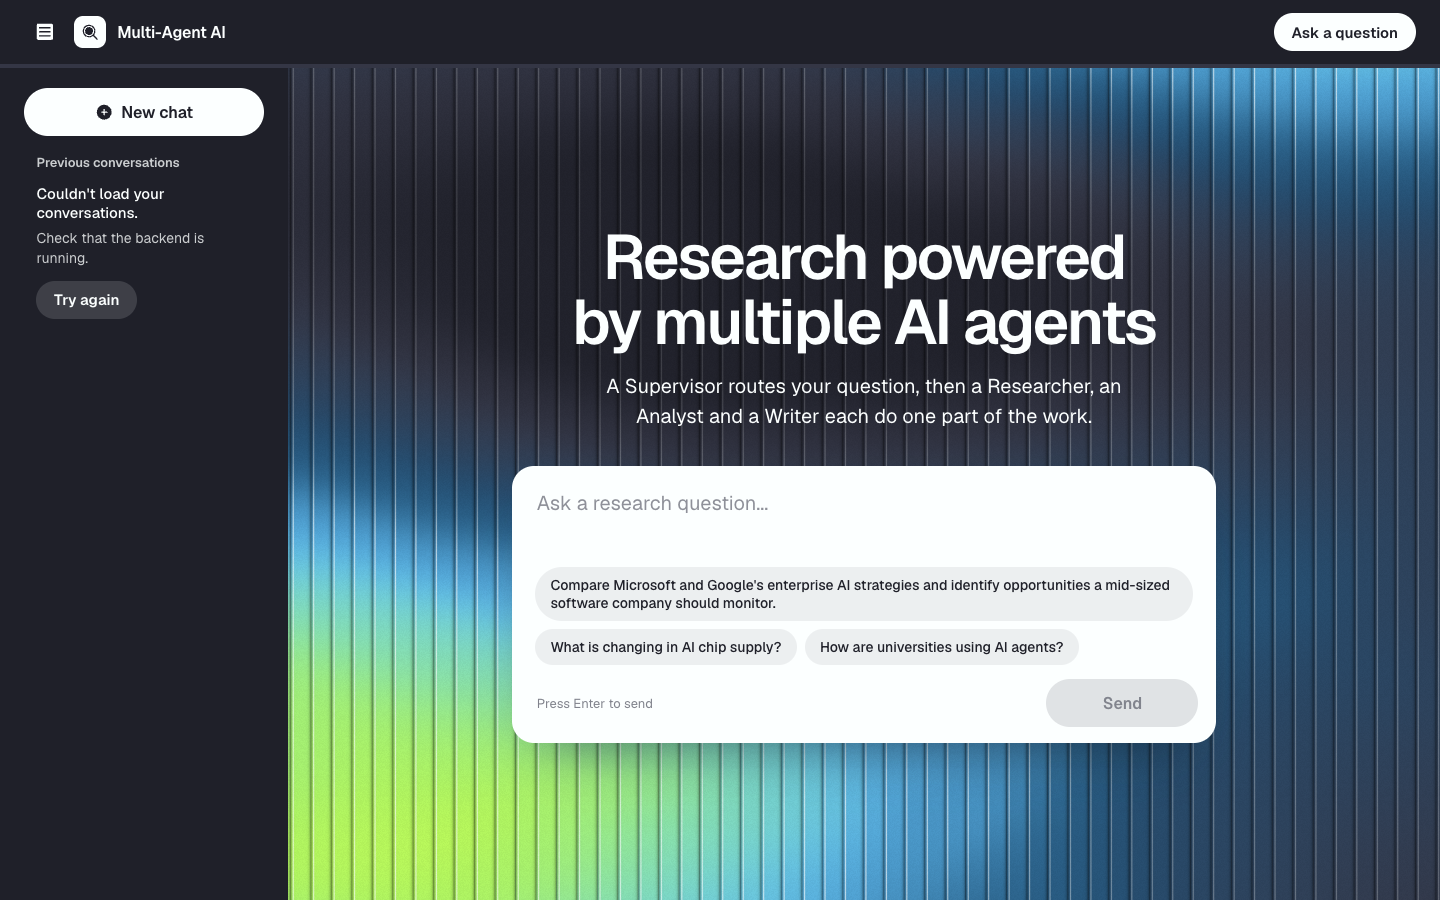 Multi-Agent AI
Ask a question
New chat
Previous conversations
Couldn't load your
conversations.
Check that the backend is
running.
Try again
Research powered
by multiple AI agents
A Supervisor routes your question, then a Researcher, an
Analyst and a Writer each do one part of the work.
Ask a research question...
Compare Microsoft and Google's enterprise AI strategies and identify opportunities a mid-sized
software company should monitor.
What is changing in AI chip supply?
How are universities using AI agents?
Press Enter to send
Send